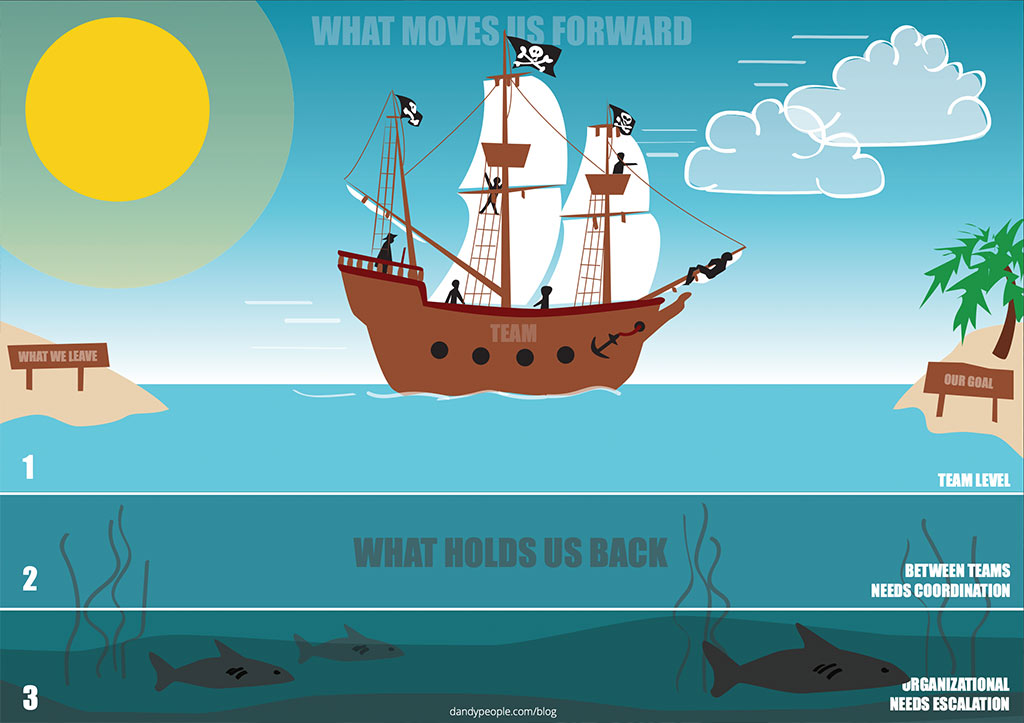 WHAT MOVES US FORWARD
TEAM
WHAT WE LEAVE
OUR GOAL
1
TEAM LEVEL
WHAT HOLDS US BACK
2
BETWEEN TEAMS
NEEDS COORDINATION
3
ORGANIZATIONAL
NEEDS ESCALATION
dandypeople.com/blog